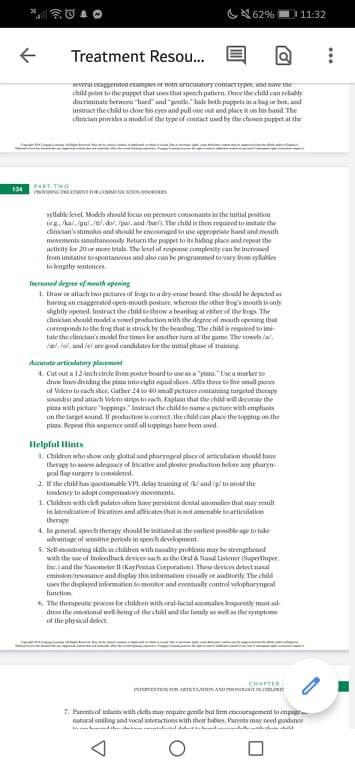 62% 11:32
Treatment Resou...
several exaggerated examples of both articulatory contact types, and have the
child point to the puppet that uses that speech pattern. Once the child can reliably
discriminate between "hard" and "gentle," hide both puppets in a bag or box, and
instruct the child to close his eyes and pull one out and place it on his hand. The
clinician provides a model of the type of contact used by the chosen puppet at the
134 PART TWO
PROVIDING TREATMENT FOR COMMUNICATION DISORDERS
syllable level. Models should focus on pressure consonants in the initial position
(e.g., /ka/, /gu/, /ti/, do/, /pa/, and /bæ/). The child is then required to imitate the
clinician's stimulus and should be encouraged to use appropriate hand and mouth
movements simultaneously. Return the puppet to its hiding place and repeat the
activity for 20 or more trials. The level of response complexity can be increased
from imitative to spontaneous and also can be programmed to vary from syllables
to lengthy sentences.
Increased degree of mouth opening
3. Draw or attach two pictures of frogs to a dry-erase board. One should be depicted as
having an exaggerated open-mouth posture, whereas the other frog's mouth is only
slightly opened. Instruct the child to throw a beanbag at either of the frogs. The
clinician should model a vowel production with the degree of mouth opening that
corresponds to the frog that is struck by the beanbag. The child is required to imi-
tate the clinician's model five times for another turn at the game. The vowels /a/,
/æ/, /o/, and /e/ are good candidates for the initial phase of training.
Accurate articulatory placement
4. Cut out a 12-inch circle from poster board to use as a "pizza." Use a marker to
draw lines dividing the pizza into eight equal slices. Affix three to five small pieces
of Velcro to each slice. Gather 24 to 40 small pictures containing targeted therapy
sound(s) and attach Velcro strips to each. Explain that the child will decorate the
pizza with picture "toppings." Instruct the child to name a picture with emphasis
on the target sound. If production is correct, the child can place the topping on the
pizza. Repeat this sequence until all toppings have been used.
Helpful Hints
1. Children who show only glottal and pharyngeal place of articulation should have
therapy to assess adequacy of fricative and plosive production before any pharyn-
geal flap surgery is considered.
2. If the child has questionable VPI, delay training of /k/ and /g/ to avoid the
tendency to adopt compensatory movements.
3. Children with cleft palates often have persistent dental anomalies that may result
in lateralization of fricatives and affricates that is not amenable to articulation
therapy.
4. In general, speech therapy should be initiated at the earliest possible age to take
advantage of sensitive periods in speech development.
5. Self-monitoring skills in children with nasality problems may be strengthened
with the use of biofeedback devices such as the Oral & Nasal Listener (SuperDuper,
Inc.) and the Nasometer II (KayPentax Corporation). These devices detect nasal
emission/resonance and display this information visually or auditorily. The child
uses the displayed information to monitor and eventually control velopharyngeal
function.
6. The therapeutic process for children with oral-facial anomalies frequently must ad-
dress the emotional well-being of the child and the family as well as the symptoms
of the physical defect.
CHAPTER
INTERVENTION FOR ARTICULATION AND PHONOLOGY IN CHILDREN
7. Parents of infants with clefts may require gentle but firm encouragement to engage in
natural smiling and vocal interactions with their babies. Parents may need guidance